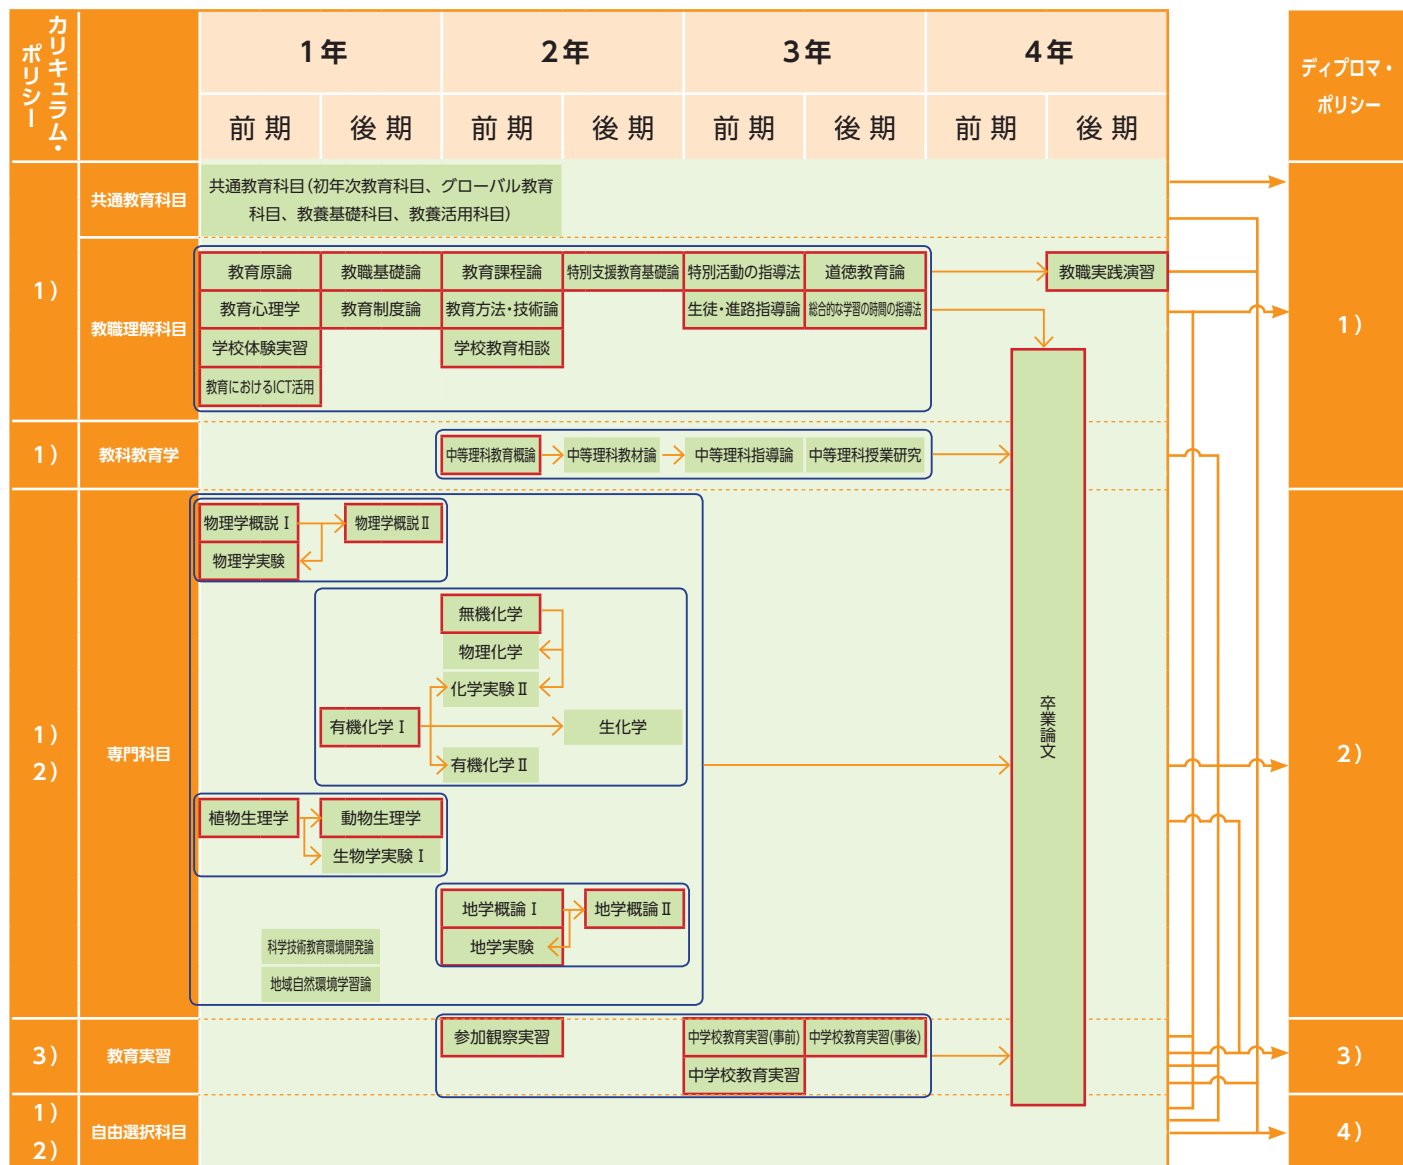 カリキュラム・
ポリシー
1年
2年
3年
4年
ディプロマ・
ポリシー
前期
後期
前期
後期
前期
後期
前期
後期
1）
共通教育科目
共通教育科目（初年次教育科目、グローバル教育
科目、教養基礎科目、教養活用科目）
教職理解科目
教育原論
教職基礎論
教育課程論
特別支援教育基礎論
特別活動の指導法
道徳教育論
教職実践演習
教育心理学
教育制度論
教育方法・技術論
生徒・進路指導論
総合的な学習の時間の指導法
学校体験実習
学校教育相談
教育におけるICT活用
1）
1）
教科教育学
中等理科教育概論
中等理科教材論
中等理科指導論
中等理科授業研究
1）
2）
専門科目
物理学概説Ⅰ
物理学概説Ⅱ
物理学実験
無機化学
物理化学
化学実験Ⅱ
有機化学Ⅰ
生化学
有機化学Ⅱ
植物生理学
動物生理学
生物学実験Ⅰ
地学概論Ⅰ
地学概論Ⅱ
地学実験
科学技術教育環境開発論
地域自然環境学習論
卒業論文
2）
3）
教育実習
参加観察実習
中学校教育実習(事前)
中学校教育実習(事後)
中学校教育実習
3）
1）
2）
自由選択科目
4）